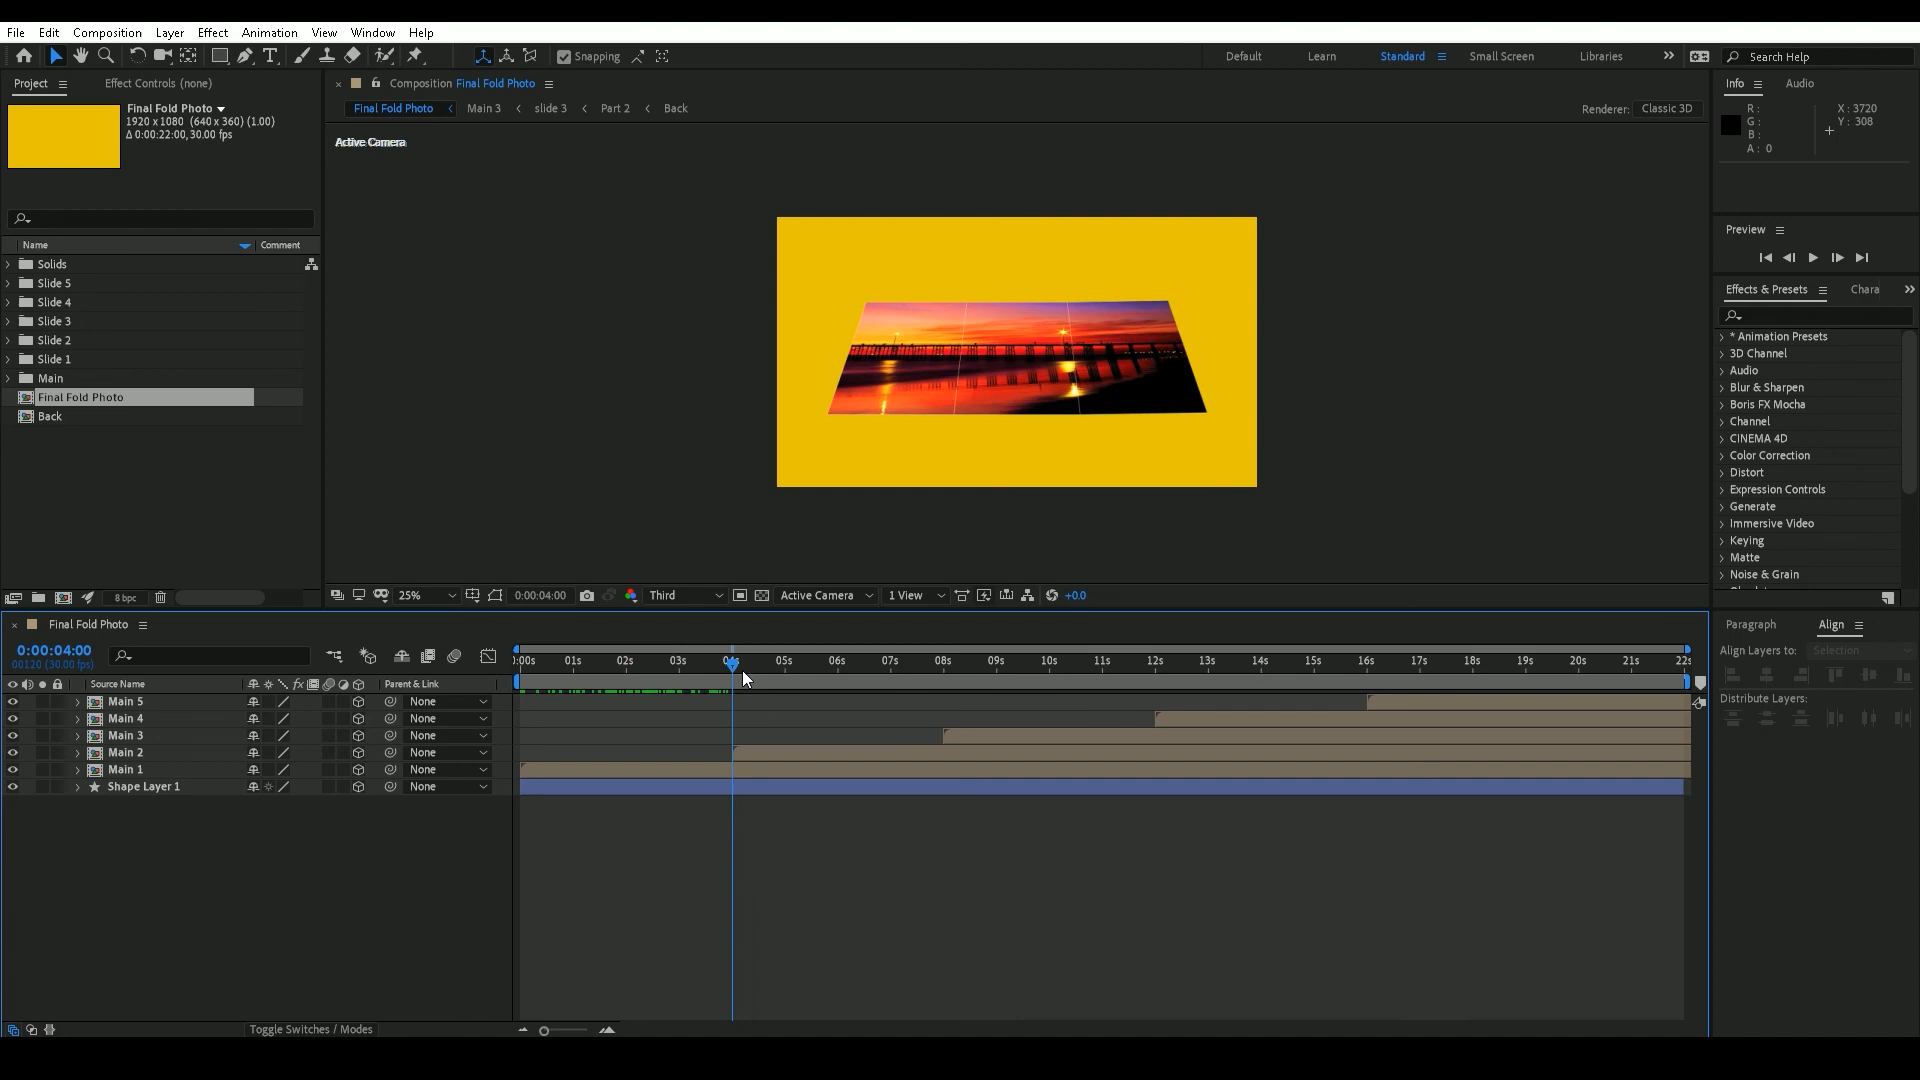 File Edit Composition Layer Effect Animation View Window Help
Snapping Default Learn Standard Small Screen Libraries Search Help
Project Effect Controls (none)
Final Fold Photo
1920 x 1080 (640 x 360) (1.00)
Δ 0:00:22:00, 30.00 fps
Name Comment
Solids
Slide 5
Slide 4
Slide 3
Slide 2
Slide 1
Main
Final Fold Photo
Back
8 bpc
Composition Final Fold Photo
Final Fold Photo Main 3 slide 3 Part 2 Back
Renderer: Classic 3D
Active Camera
25% 0:00:04:00 Third Active Camera 1 View +0.0
Info Audio
R:
G:
B:
A: 0
X: 3720
Y: 308
Preview
Effects & Presets Chara
* Animation Presets
3D Channel
Audio
Blur & Sharpen
Boris FX Mocha
Channel
CINEMA 4D
Color Correction
Distort
Expression Controls
Generate
Immersive Video
Keying
Matte
Noise & Grain
Final Fold Photo
0:00:04:00
00120 (30.00 fps)
):00s 01s 02s 03s 05s 06s 07s 08s 09s 10s 11s 12s 13s 14s 15s 16s 17s 18s 19s 20s 21s 22s
Source Name fx Parent & Link
Main 5 None
Main 4 None
Main 3 None
Main 2 None
Main 1 None
Shape Layer 1 None
Toggle Switches / Modes
Paragraph Align
Align Layers to: Selection
Distribute Layers: